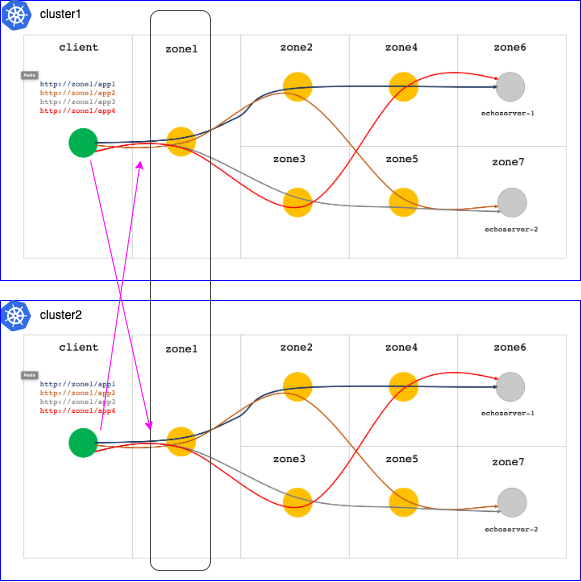 cluster1
client
zone1
zone2
zone4
zone6
Paste
http://zone1/app1
http://zone1/app2
http://zone1/app3
http://zone1/app4
echoserver-1
zone3
zone5
zone7
echoserver-2
cluster2
client
zone1
zone2
zone4
zone6
Paste
http://zone1/app1
http://zone1/app2
http://zone1/app3
http://zone1/app4
echoserver-1
zone3
zone5
zone7
echoserver-2